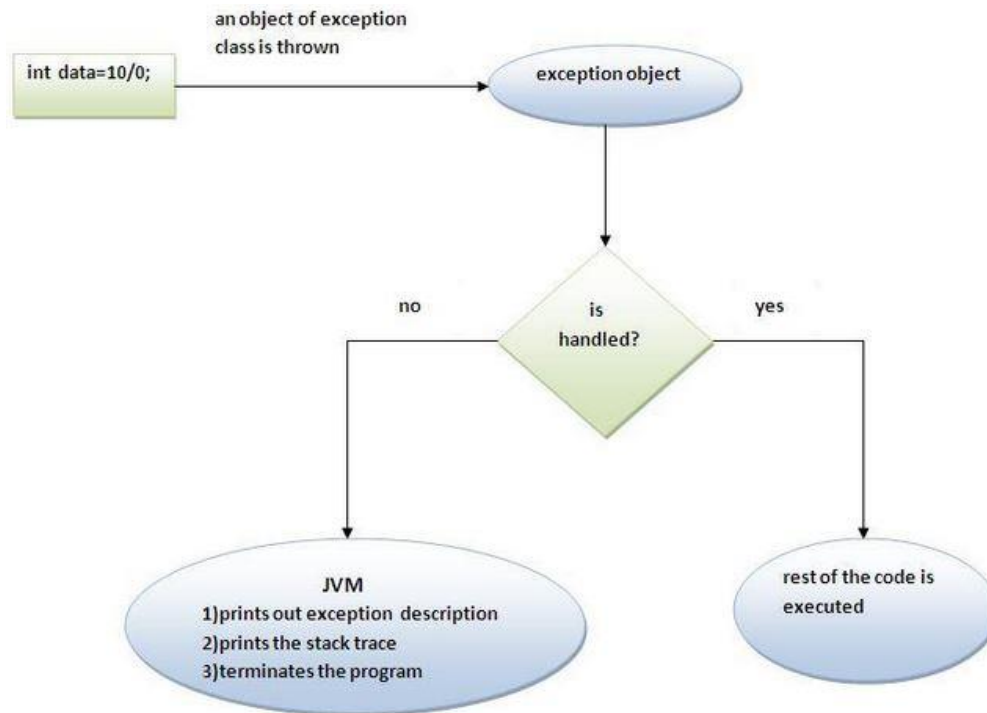 an object of exception
class is thrown
int data=10/0;
exception object
is
handled?
no
yes
JVM
1)prints out exception description
2)prints the stack trace
3)terminates the program
rest of the code is
executed